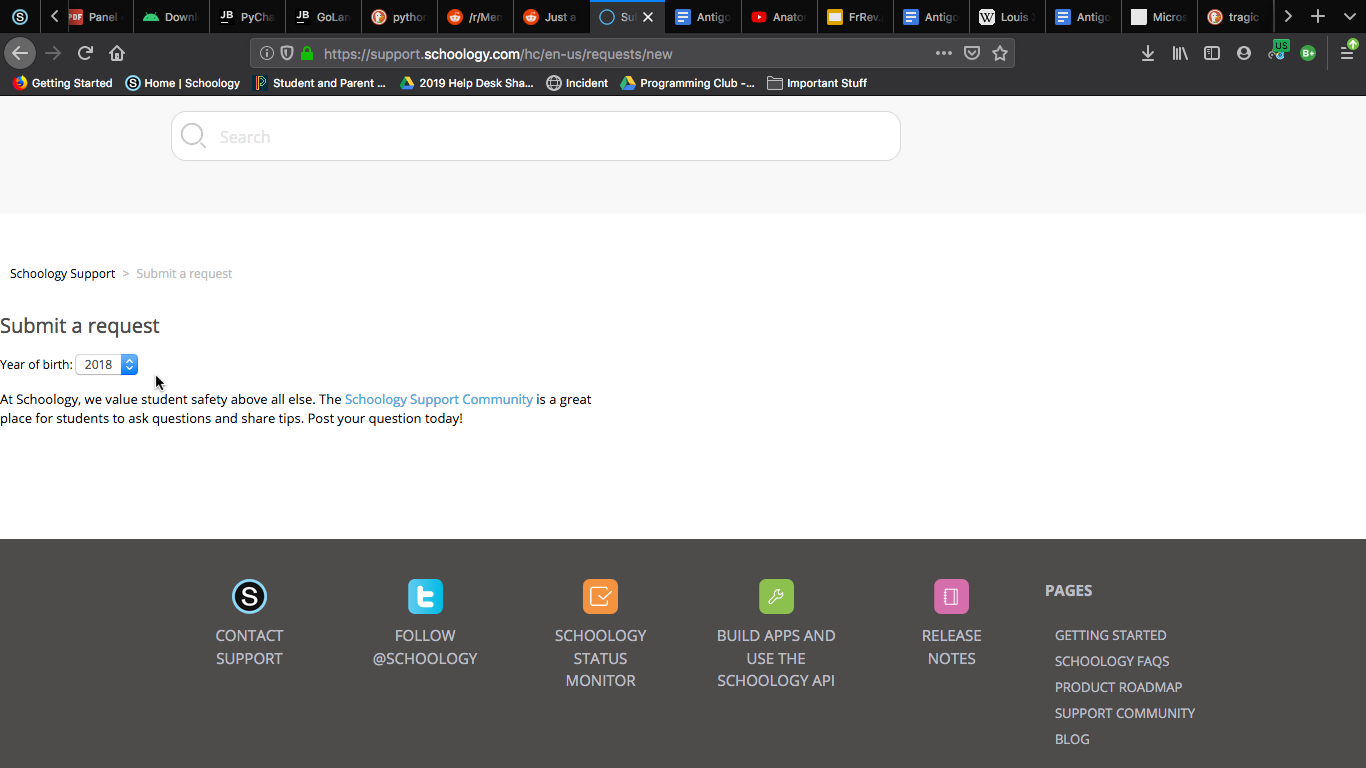 PDF Panel
Downl
JB PyCha
JB GoLan
python
/r/Men
Just a
Sul
Antigo
Anator
FrRev.
Antigo
W Louis
Antigo
Micros
tragic
https://support.schoology.com/hc/en-us/requests/new
US
B+
Getting Started
S Home | Schoology
Student and Parent ...
2019 Help Desk Sha...
Incident
Programming Club -...
Important Stuff
Search
Schoology Support > Submit a request
Submit a request
Year of birth: 2018
At Schoology, we value student safety above all else. The Schoology Support Community is a great
place for students to ask questions and share tips. Post your question today!
S
CONTACT
SUPPORT
FOLLOW
@SCHOOLOGY
SCHOOLOGY
STATUS
MONITOR
BUILD APPS AND
USE THE
SCHOOLOGY API
RELEASE
NOTES
PAGES
GETTING STARTED
SCHOOLOGY FAQS
PRODUCT ROADMAP
SUPPORT COMMUNITY
BLOG